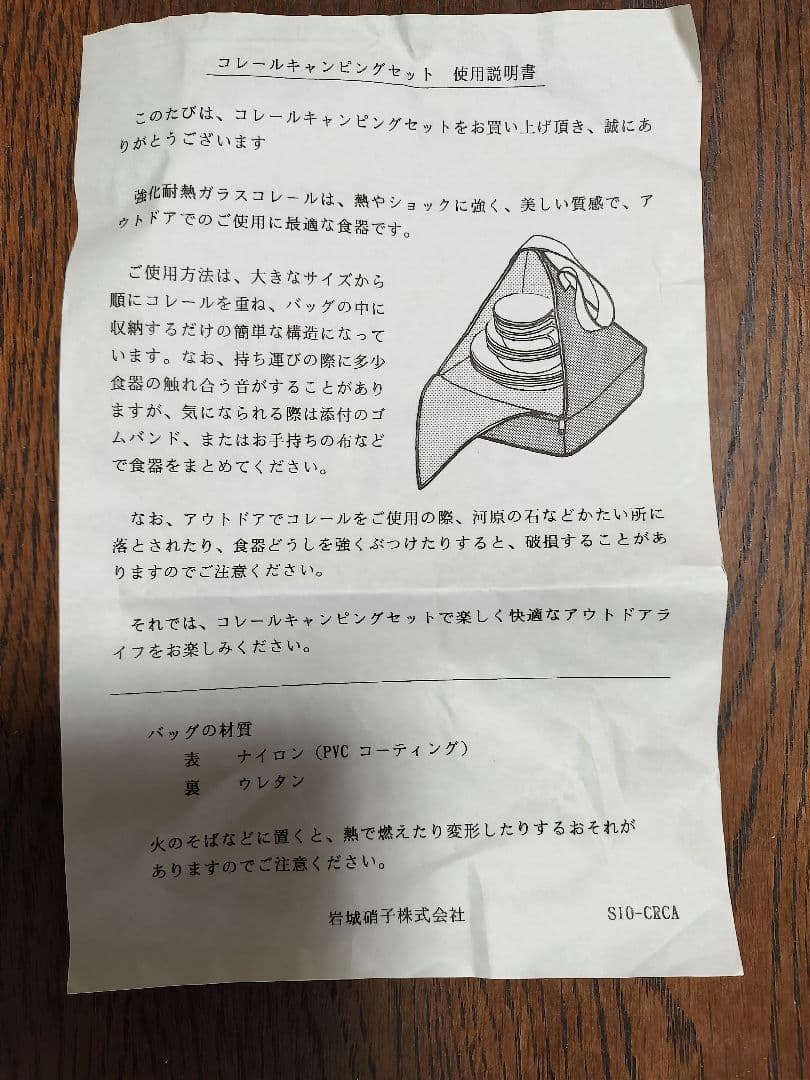 コレールキャンピングセット　使用説明書
このたびは、コレールキャンピングセットをお買い上げ頂き、誠にあ
りがとうございます
強化耐熱ガラスコレールは、熱やショックに強く、美しい質感で、ア
ウトドアでのご使用に最適な食器です。
ご使用方法は、大きなサイズから
順にコレールを重ね、バッグの中に
収納するだけの簡単な構造になって
います。なお、持ち運びの際に多少
食器の触れ合う音がすることがあり
ますが、気になられる際は添付のゴ
ムバンド、またはお手持ちの布など
で食器をまとめてください。
なお、アウトドアでコレールをご使用の際、河原の石などかたい所に
落とされたり、食器どうしを強くぶつけたりすると、破損することがあ
りますのでご注意ください。
それでは、コレールキャンピングセットで楽しく快適なアウトドアラ
イフをお楽しみください。
バッグの材質
表　ナイロン（PVC コーティング）
裏　ウレタン
火のそばなどに置くと、熱で燃えたり変形したりするおそれが
ありますのでご注意ください。
岩城硝子株式会社　S10-CRCA